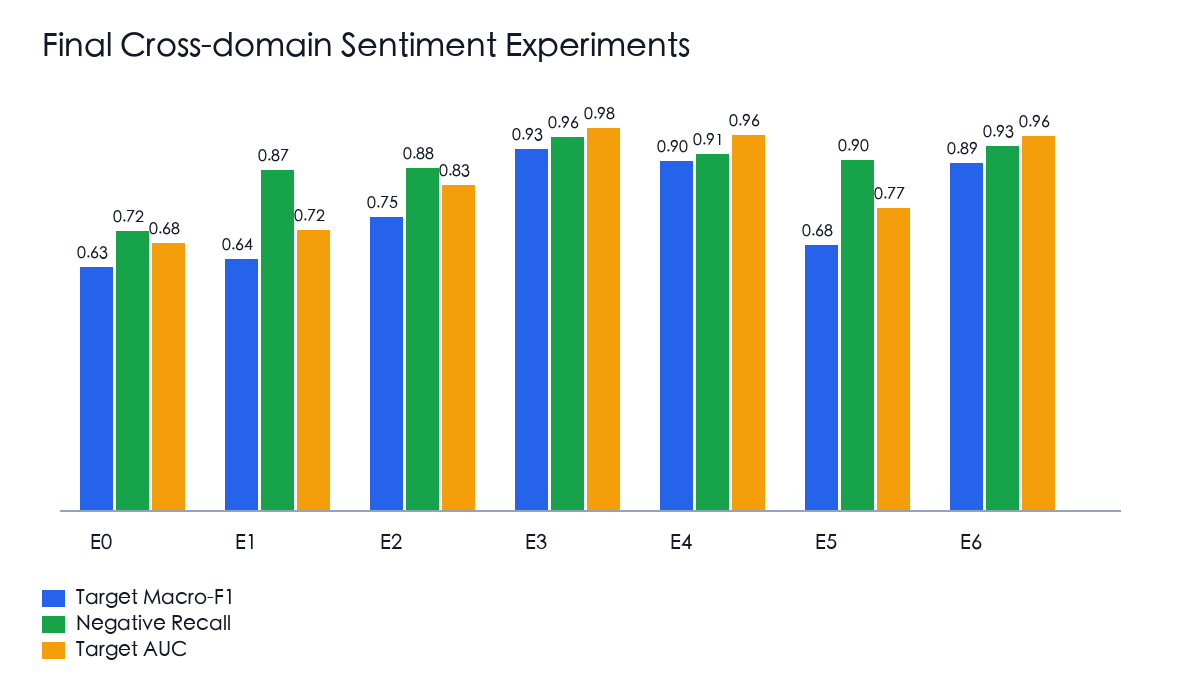 Final Cross-domain Sentiment Experiments
0.63 0.72 0.68
0.64 0.87 0.72
0.75 0.88 0.83
0.93 0.96 0.98
0.90 0.91 0.96
0.68 0.90 0.77
0.89 0.93 0.96
E0 E1 E2 E3 E4 E5 E6
Target Macro-F1
Negative Recall
Target AUC